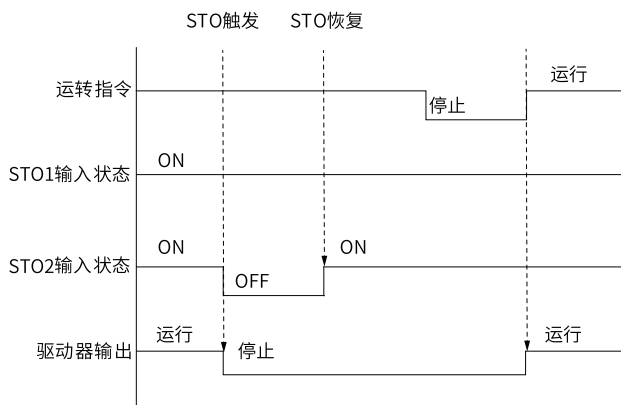 STO触发 STO恢复
运转指令 停止 运行
STO1输入状态 ON
STO2输入状态 ON OFF ON
驱动器输出 运行 停止 运行